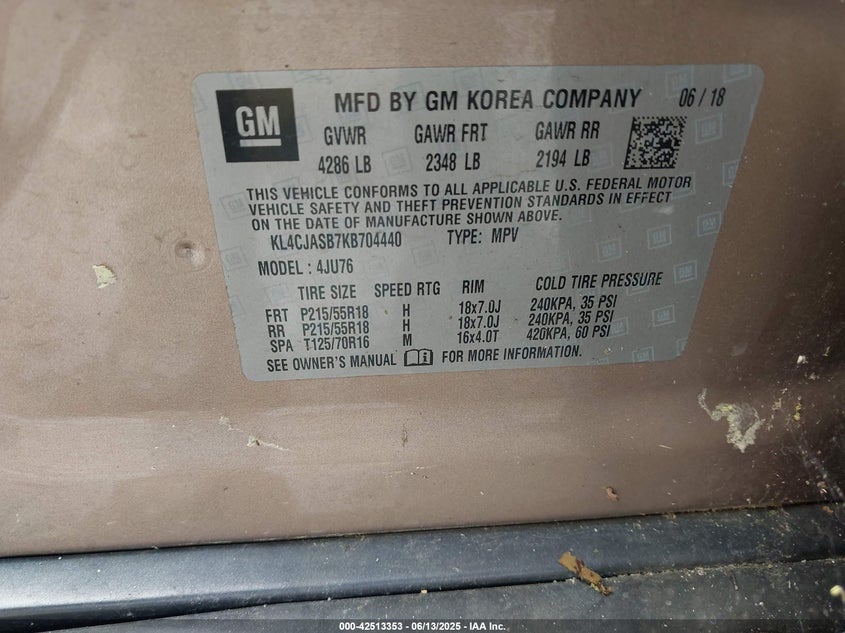 GM
MFD BY GM KOREA COMPANY 06 / 18
GVWR GAWR FRT GAWR RR
4286 LB 2348 LB 2194 LB
THIS VEHICLE CONFORMS TO ALL APPLICABLE U.S. FEDERAL MOTOR
VEHICLE SAFETY AND THEFT PREVENTION STANDARDS IN EFFECT
ON THE DATE OF MANUFACTURE SHOWN ABOVE.
KL4CJASB7KB704440 TYPE: MPV
MODEL : 4JU76
TIRE SIZE SPEED RTG RIM COLD TIRE PRESSURE
FRT P215/55R18 H 18x7.0J 240KPA, 35 PSI
RR P215/55R18 H 18x7.0J 240KPA, 35 PSI
SPA T125/70R16 M 16x4.0T 420KPA, 60 PSI
SEE OWNER'S MANUAL FOR MORE INFORMATION.
000-42513353 - 06/13/2025 - IAA Inc.